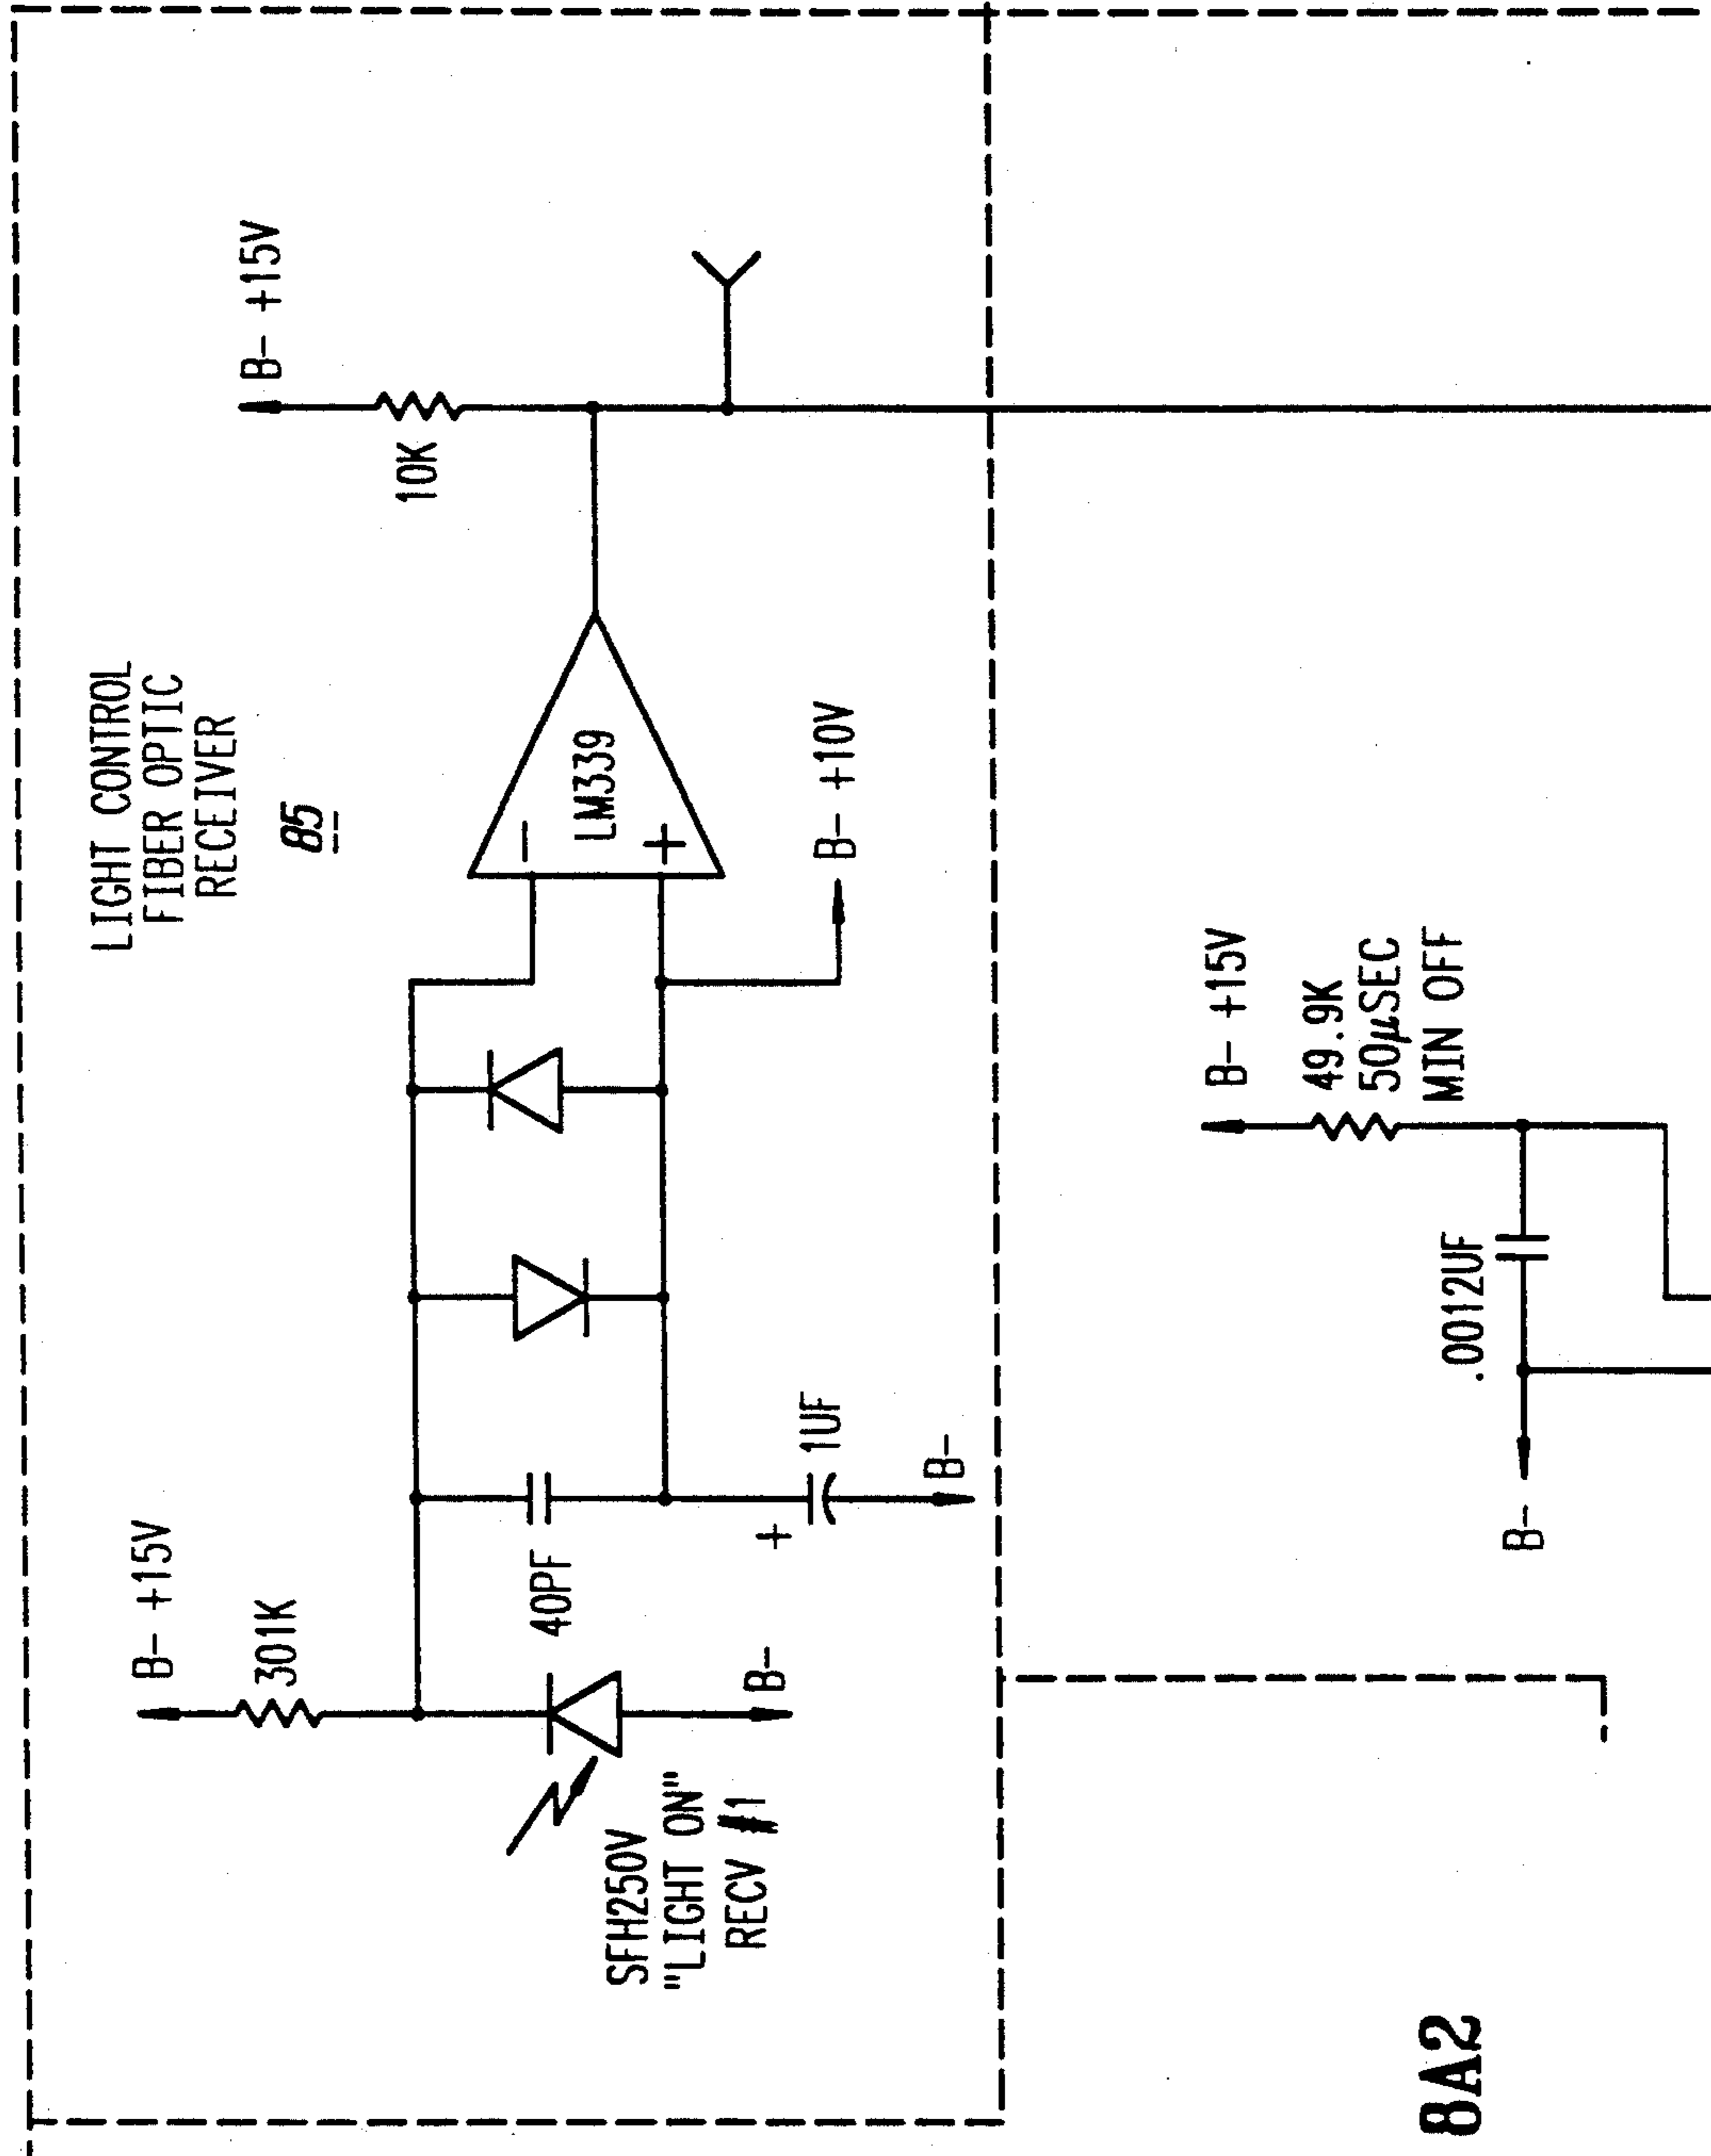 LIGHT CONTROL
FIBER OPTIC
RECEIVER
85
B- +15V
301K
SFH250V
"LIGHT ON"
RECV #1
B-
40PF
+
1UF
B-
−
+
LM339
B- +10V
B- +15V
10K
B- +15V
49.9K
50µSEC
MIN OFF
.0012UF
B-
8A2